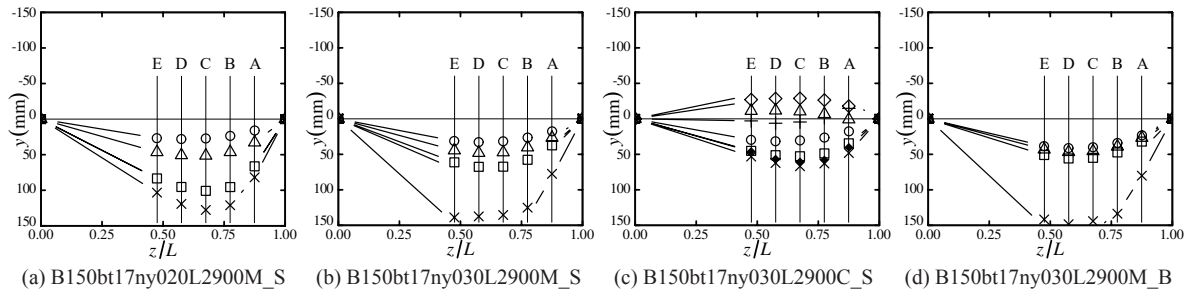 -150 -150 -150 -150
-100 -100 -100 -100
-50 E D C B A -50 E D C B A -50 E D C B A -50 E D C B A
0 0 0 0
y (mm) y (mm) y (mm) y (mm)
50 50 50 50
100 100 100 100
150 150 150 150
0.00 0.25 0.50 0.75 1.00 0.00 0.25 0.50 0.75 1.00 0.00 0.25 0.50 0.75 1.00 0.00 0.25 0.50 0.75 1.00
z/L z/L z/L z/L
(a) B150bt17ny020L2900M_S (b) B150bt17ny030L2900M_S (c) B150bt17ny030L2900C_S (d) B150bt17ny030L2900M_B